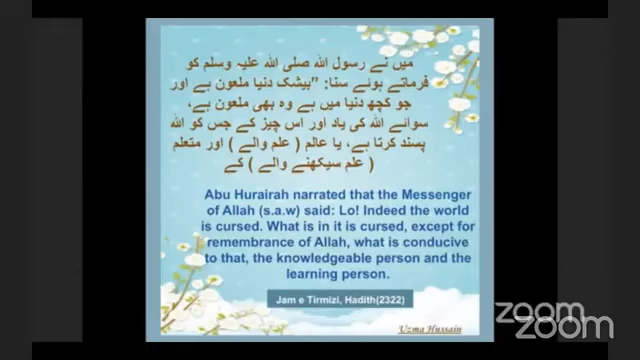 میں نے رسول اللہ صلی اللہ علیہ وسلم کو
فرماتے ہوئے سنا: ”بیشک دنیا ملعون ہے اور
جو کچھ دنیا میں ہے وہ بھی ملعون ہے،
سوائے اللہ کی یاد اور اس چیز کے جس کو اللہ
پسند کرتا ہے، یا عالم ( علم والے ) اور متعلم
( علم سیکھنے والے ) کے
Abu Hurairah narrated that the Messenger
of Allah (s.a.w) said: Lo! Indeed the world
is cursed. What is in it is cursed, except for
remembrance of Allah, what is conducive
to that, the knowledgeable person and the
learning person.
Jam e Tirmizi, Hadith(2322)
Uzma Hussain
zoom
zoom